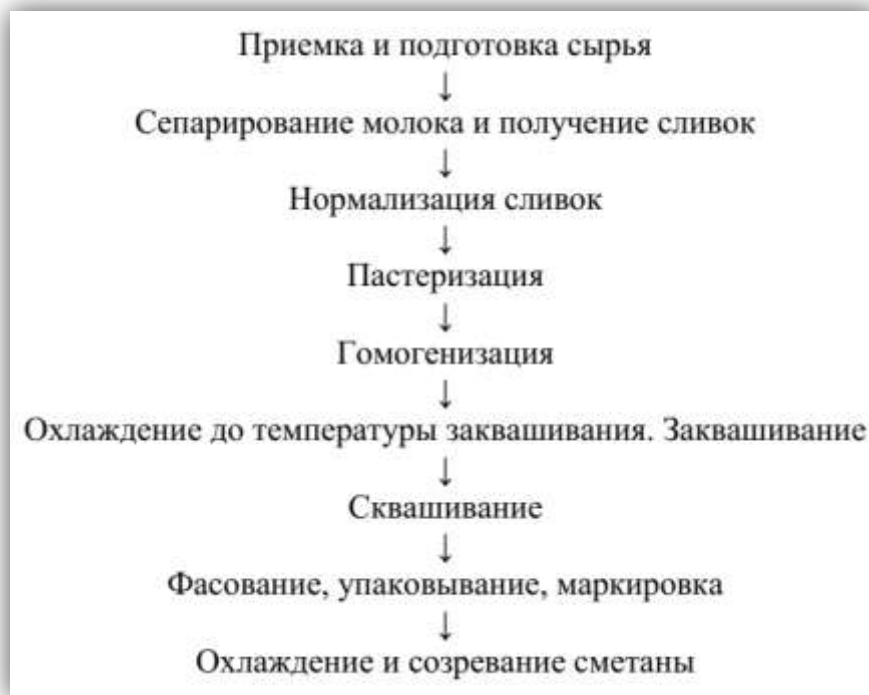 Приемка и подготовка сырья
↓
Сепарирование молока и получение сливок
↓
Нормализация сливок
↓
Пастеризация
↓
Гомогенизация
↓
Охлаждение до температуры заквашивания. Заквашивание
↓
Сквашивание
↓
Фасование, упаковывание, маркировка
↓
Охлаждение и созревание сметаны